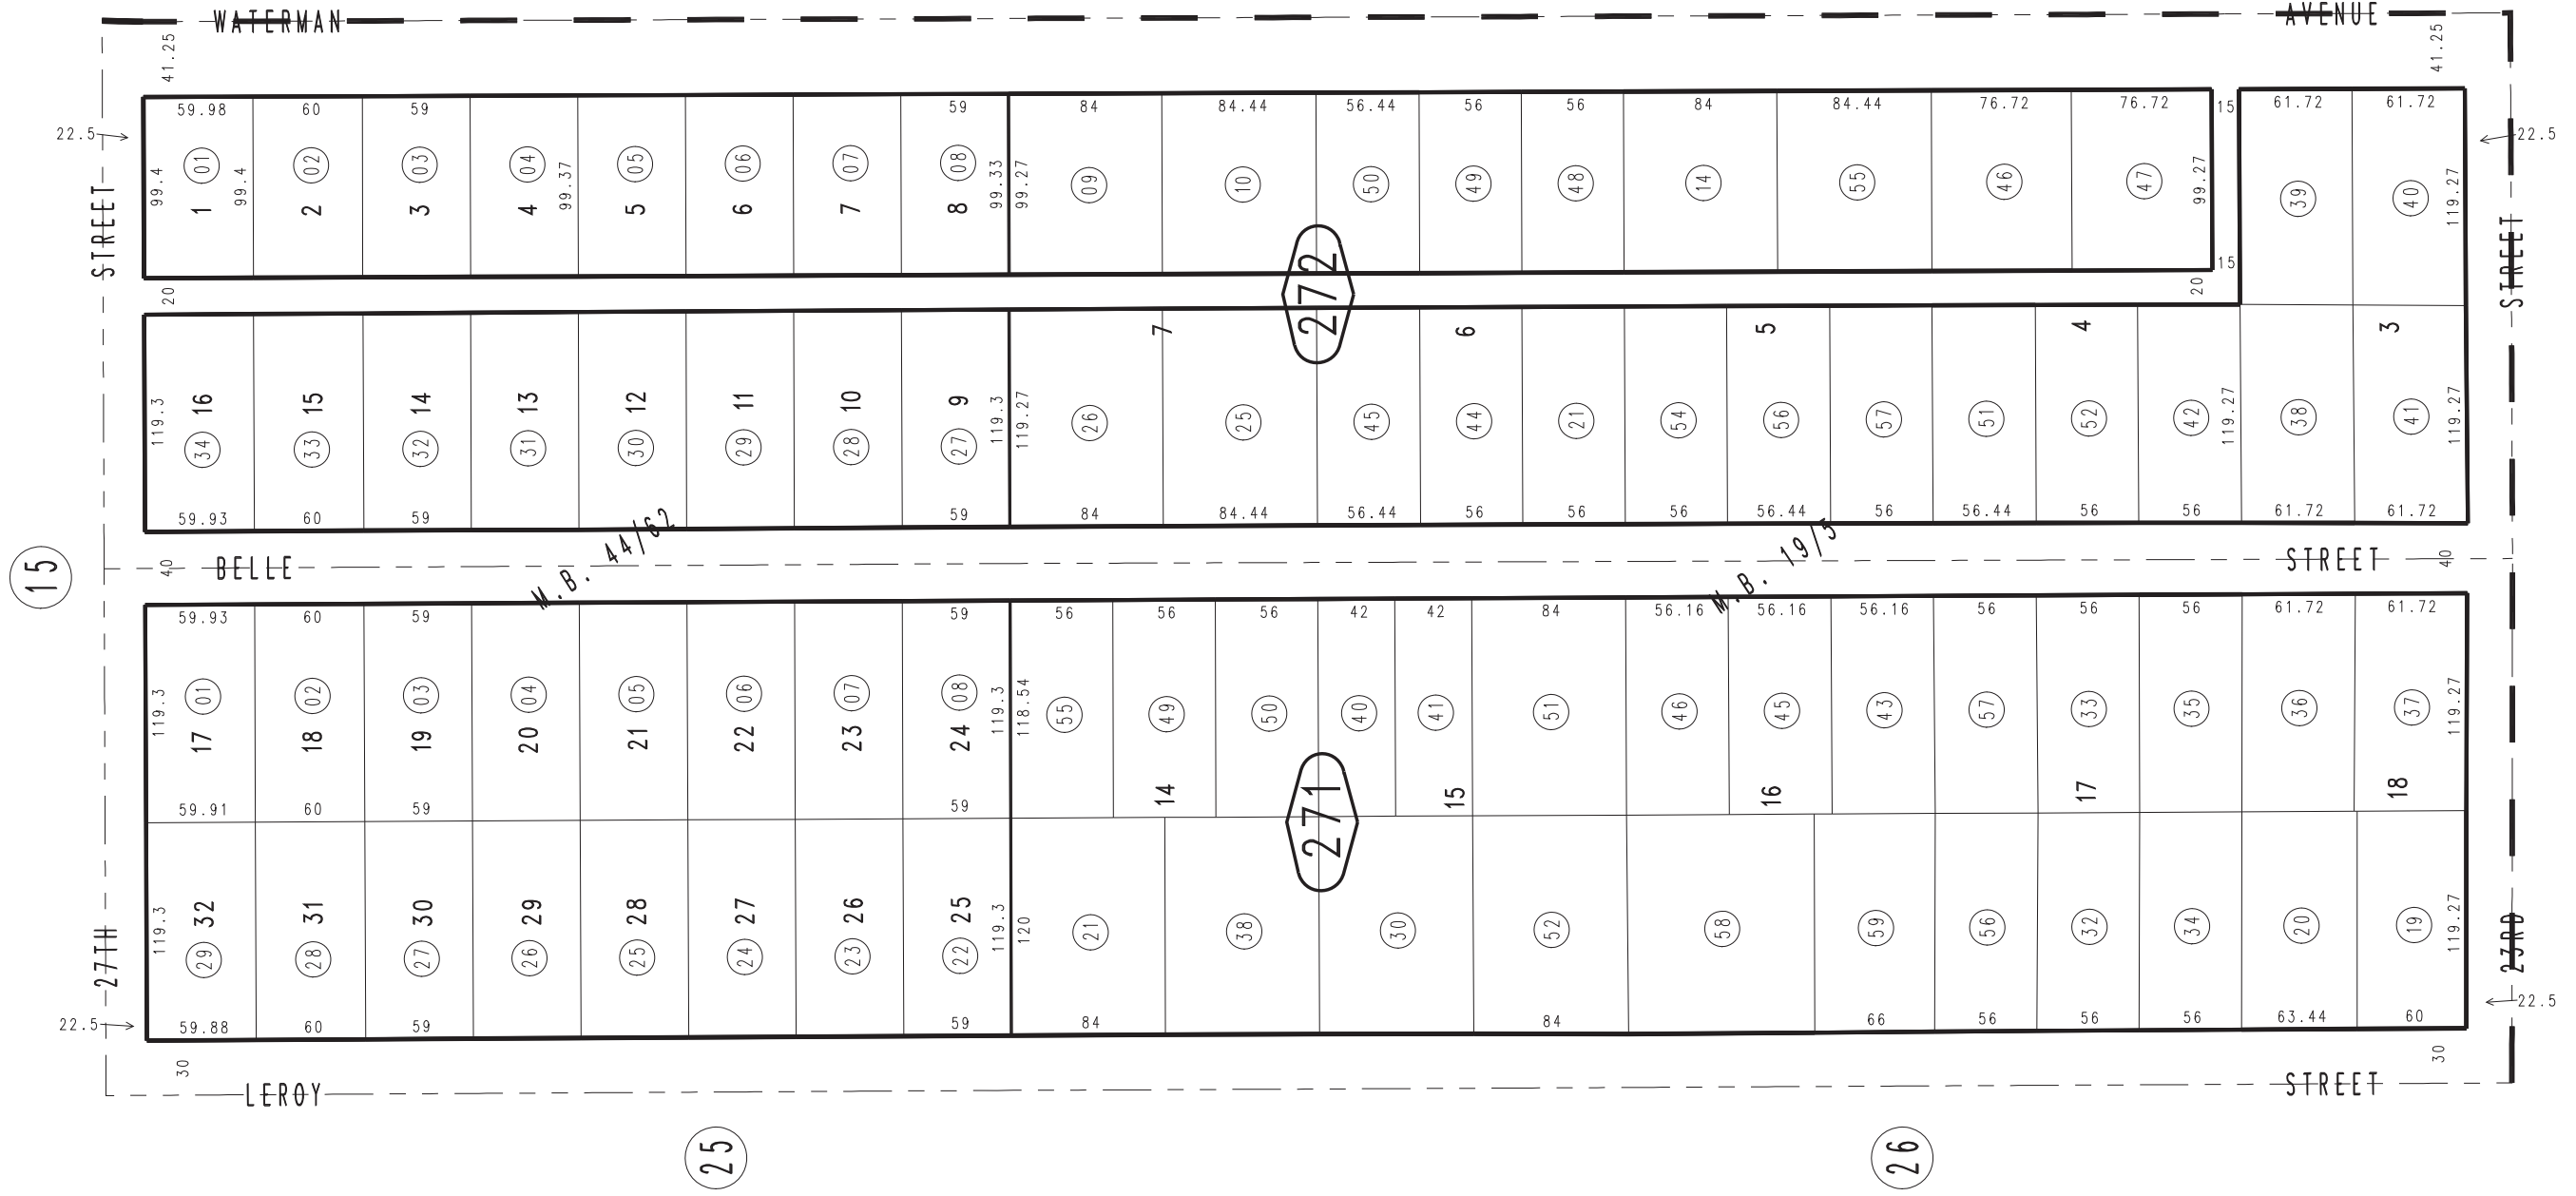 WATERMAN AVENUE
41.25 41.25
59.98 60 59 59 84 84.44 56.44 56 56 84 84.44 76.72 76.72 15 61.72 61.72
22.5 22.5
01 02 03 04 05 06 07 08 09 10 50 49 48 14 55 46 47 39 40
99.4 99.4 99.37 99.33 99.27 99.27 119.27
1 2 3 4 5 6 7 8
STREET STREET
15
20 272 20
7 6 5 4 3
16 15 14 13 12 11 10 9
119.3 119.3 119.27 119.27 119.27
34 33 32 31 30 29 28 27 26 25 45 44 21 54 56 57 51 52 42 38 41
59.93 60 59 59 84 84.44 56.44 56 56 56 56.44 56 56.44 56 56 61.72 61.72
M.B. 44/62 M.B. 19/5
15
40 BELLE STREET 40
59.93 60 59 59 56 56 56 42 42 84 56.16 56.16 56.16 56 56 56 61.72 61.72
01 02 03 04 05 06 07 08 55 49 50 40 41 51 46 45 43 57 33 35 36 37
119.3 119.3 118.54 119.27
17 18 19 20 21 22 23 24
14 15 16 17 18
59.91 60 59 59
271
32 31 30 29 28 27 26 25
119.3 119.3 120 119.27
29 28 27 26 25 24 23 22 21 38 30 52 58 59 56 32 34 20 19
27TH 23RD
22.5 22.5
59.88 60 59 59 84 84 66 56 56 56 63.44 60
30 30
LEROY STREET
25 26